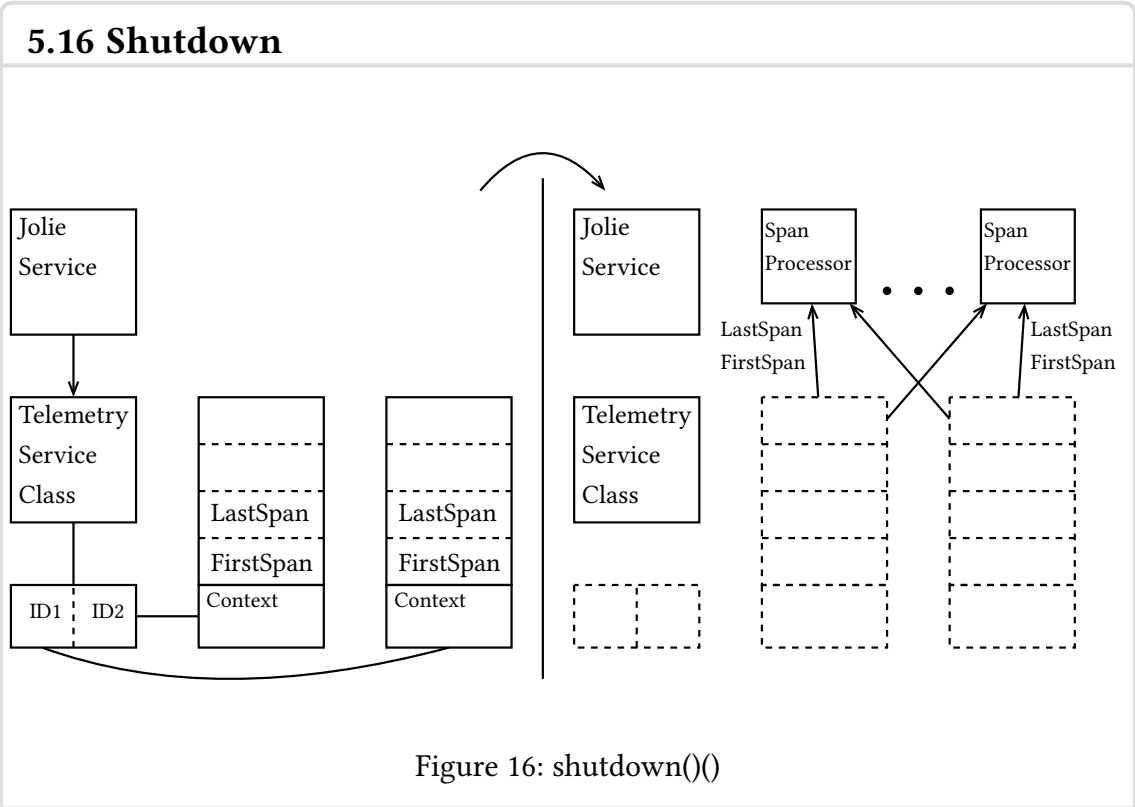 5.16 Shutdown
Jolie
Service
Telemetry
Service
Class
ID1
ID2
LastSpan
FirstSpan
Context
LastSpan
FirstSpan
Context
Jolie
Service
Telemetry
Service
Class
Span
Processor
Span
Processor
LastSpan
FirstSpan
LastSpan
FirstSpan
Figure 16: shutdown()()